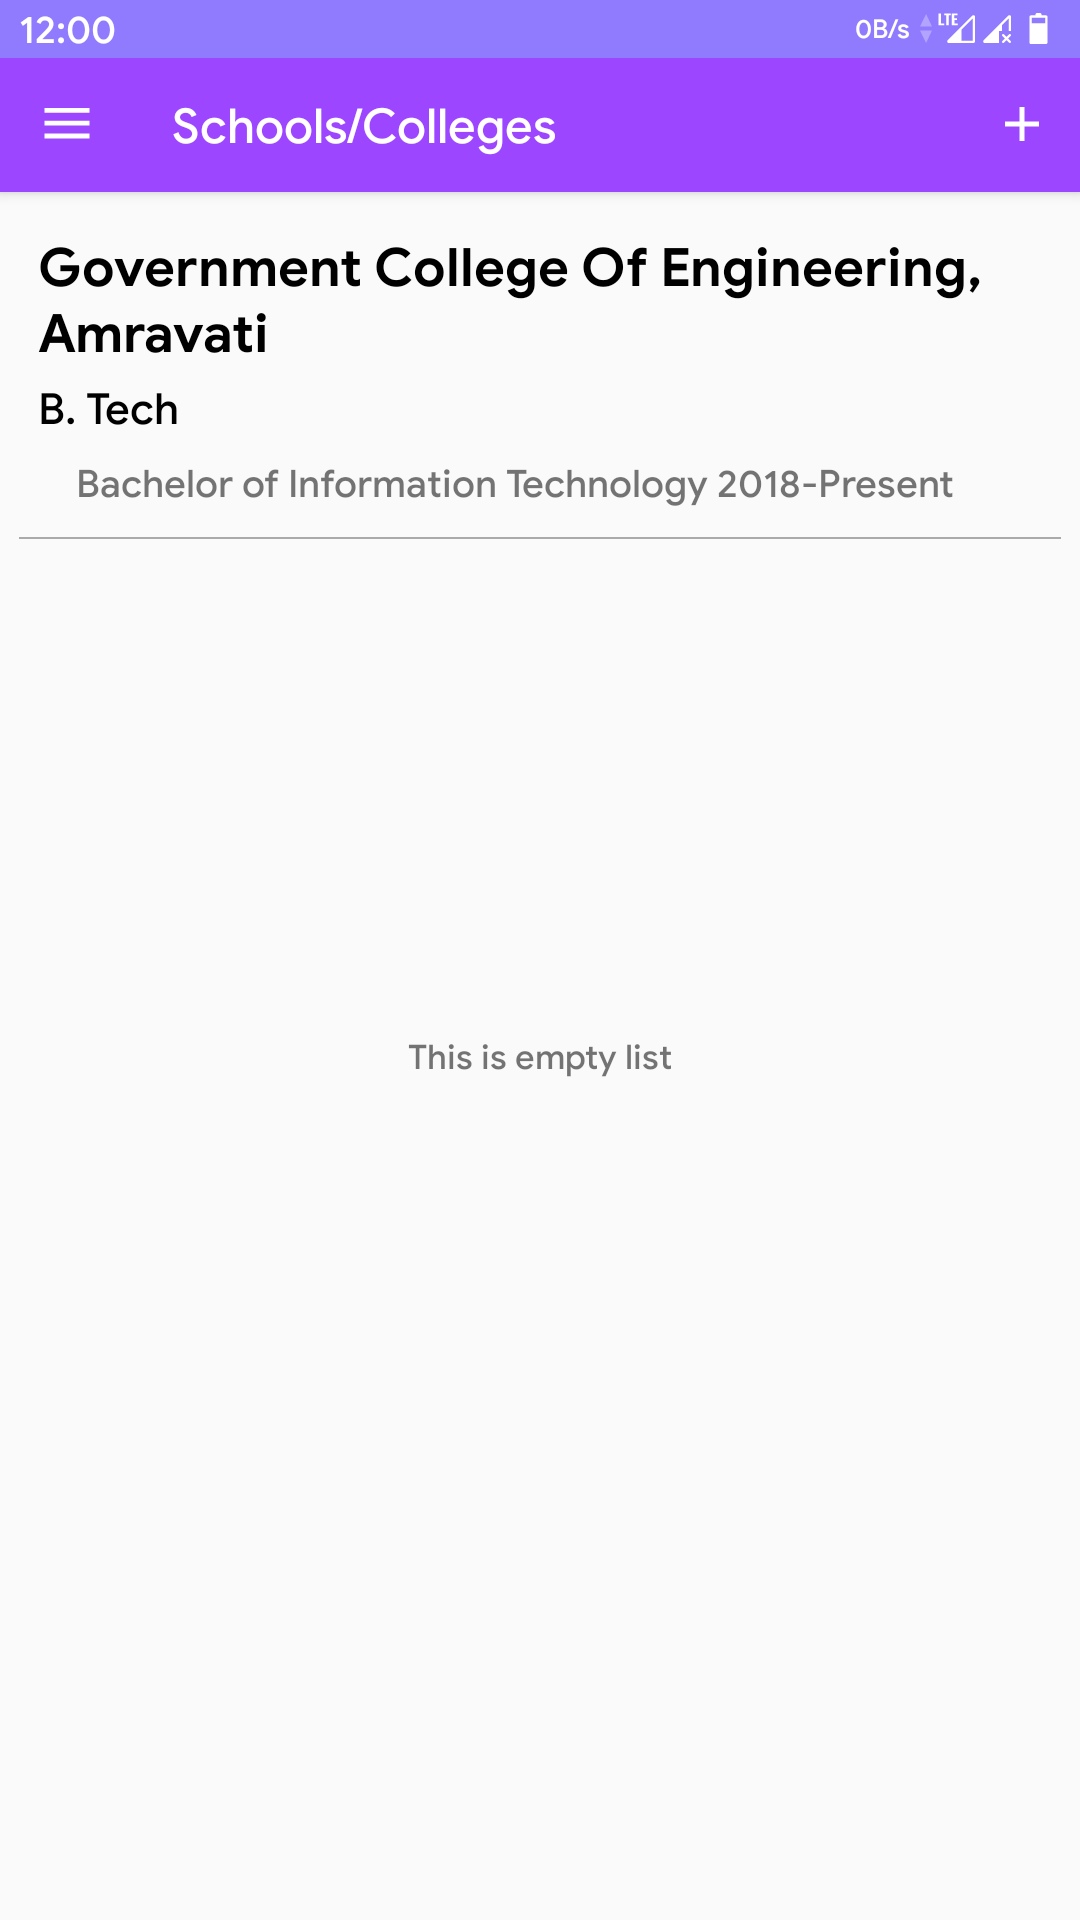 12:00 0B/s LTE
Schools/Colleges
Government College Of Engineering,
Amravati
B. Tech
Bachelor of Information Technology 2018-Present
This is empty list